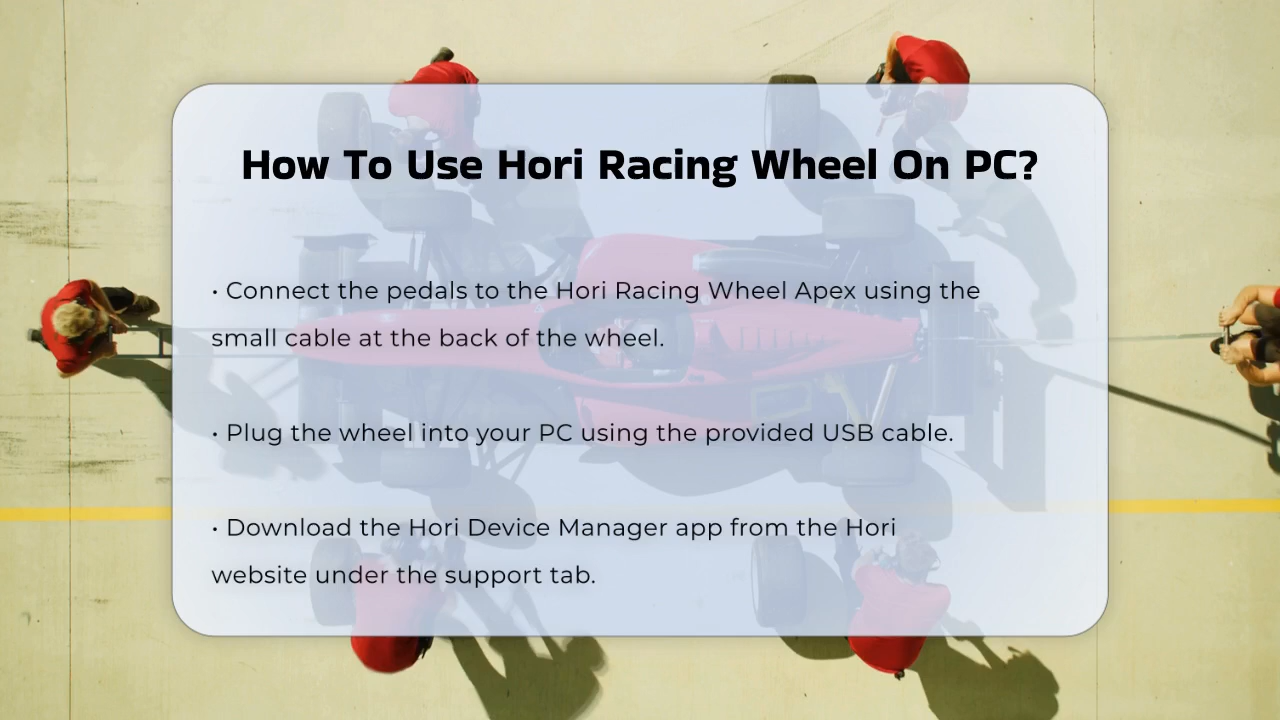 How To Use Hori Racing Wheel On PC?
• Connect the pedals to the Hori Racing Wheel Apex using the
small cable at the back of the wheel.
• Plug the wheel into your PC using the provided USB cable.
• Download the Hori Device Manager app from the Hori
website under the support tab.